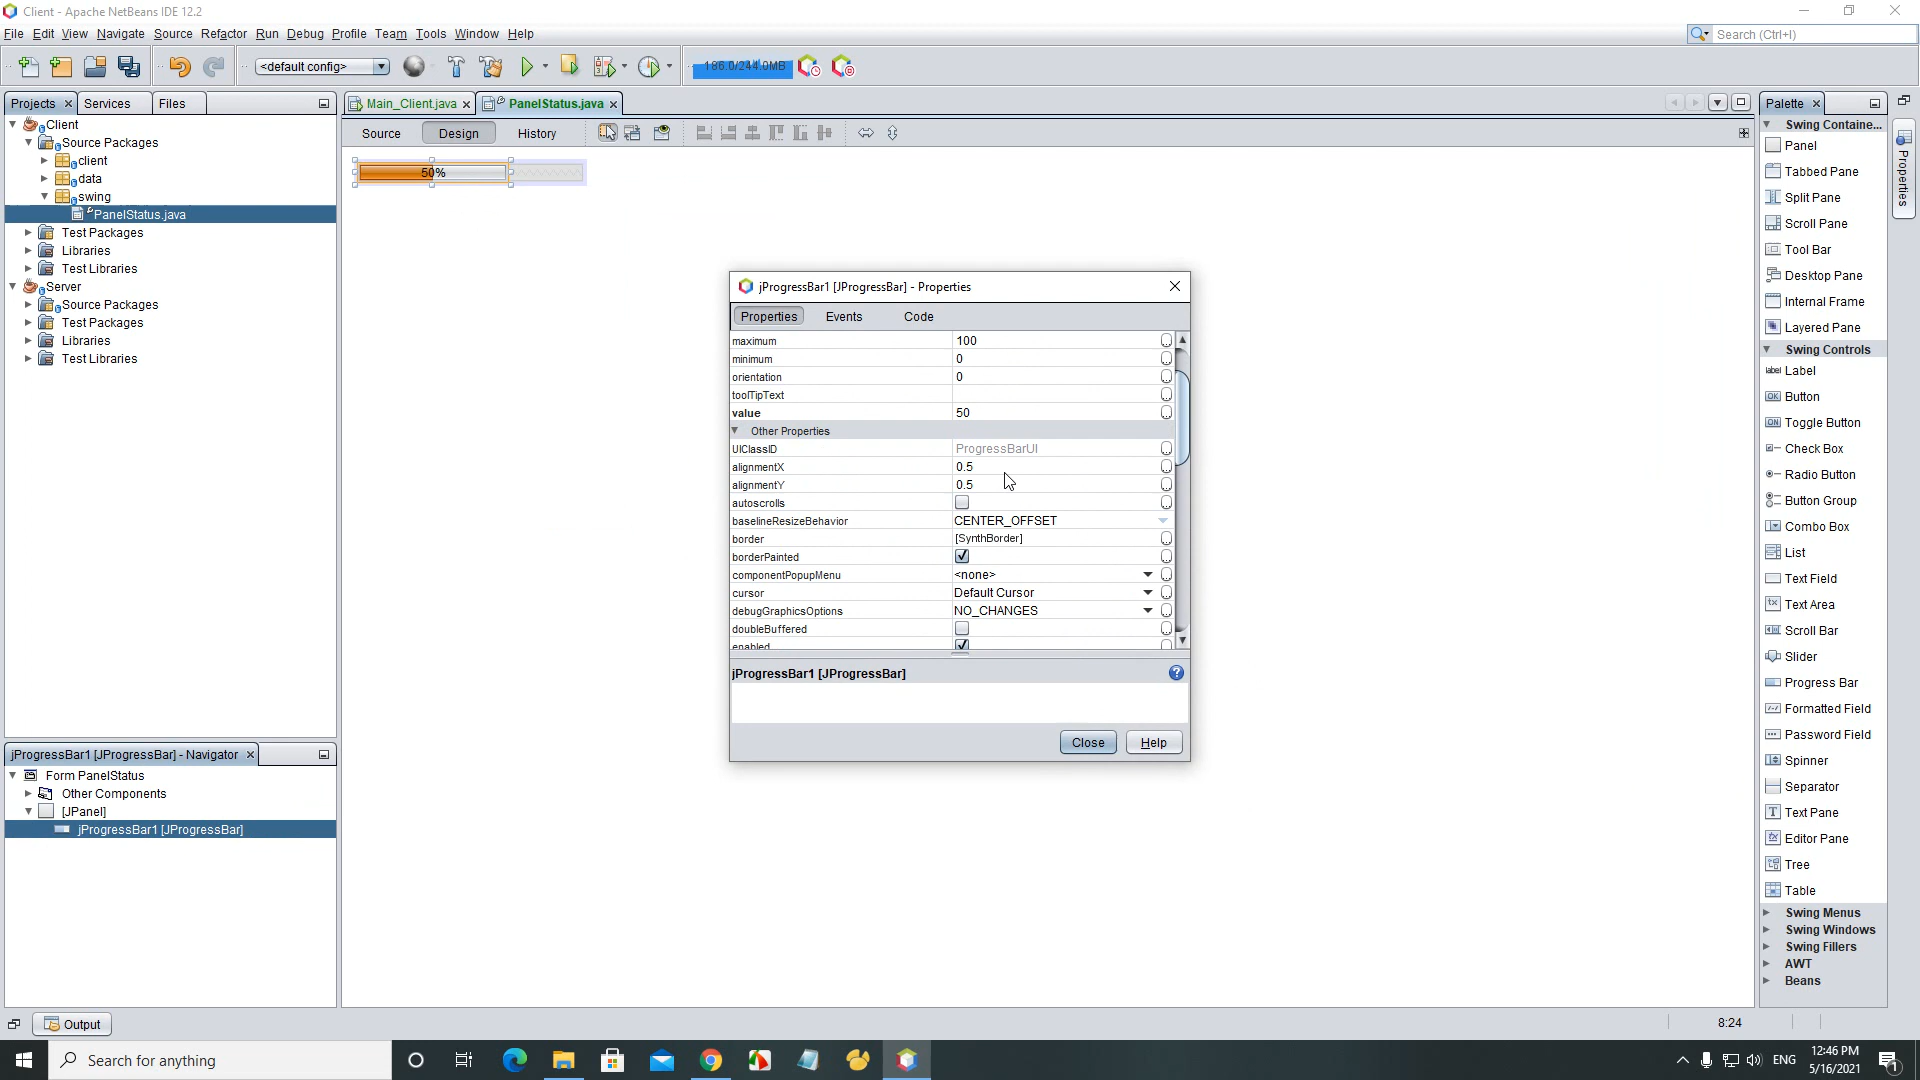 Client - Apache NetBeans IDE 12.2
File Edit View Navigate Source Refactor Run Debug Profile Team Tools Window Help
Search (Ctrl+I)
<default config>
186.0/244.0MB
Projects Services Files
Main_Client.java
PanelStatus.java
Palette
Source Design History
Client
Source Packages
client
data
swing
PanelStatus.java
Test Packages
Libraries
Test Libraries
Server
Source Packages
Test Packages
Libraries
Test Libraries
50%
jProgressBar1 [JProgressBar] - Properties
Properties Events Code
maximum 100
minimum 0
orientation 0
toolTipText
value 50
Other Properties
UIClassID ProgressBarUI
alignmentX 0.5
alignmentY 0.5
autoscrolls
baselineResizeBehavior CENTER_OFFSET
border [SynthBorder]
borderPainted
componentPopupMenu <none>
cursor Default Cursor
debugGraphicsOptions NO_CHANGES
doubleBuffered
enabled
jProgressBar1 [JProgressBar]
Close Help
Swing Containe...
Panel
Tabbed Pane
Split Pane
Scroll Pane
Tool Bar
Desktop Pane
Internal Frame
Layered Pane
Swing Controls
label Label
OK Button
ON Toggle Button
Check Box
Radio Button
Button Group
Combo Box
List
Text Field
Text Area
Scroll Bar
Slider
Progress Bar
Formatted Field
Password Field
Spinner
Separator
Text Pane
Editor Pane
Tree
Table
Swing Menus
Swing Windows
Swing Fillers
AWT
Beans
Properties
jProgressBar1 [JProgressBar] - Navigator
Form PanelStatus
Other Components
[JPanel]
jProgressBar1 [JProgressBar]
Output
8:24
Search for anything
ENG
12:46 PM
5/16/2021
1